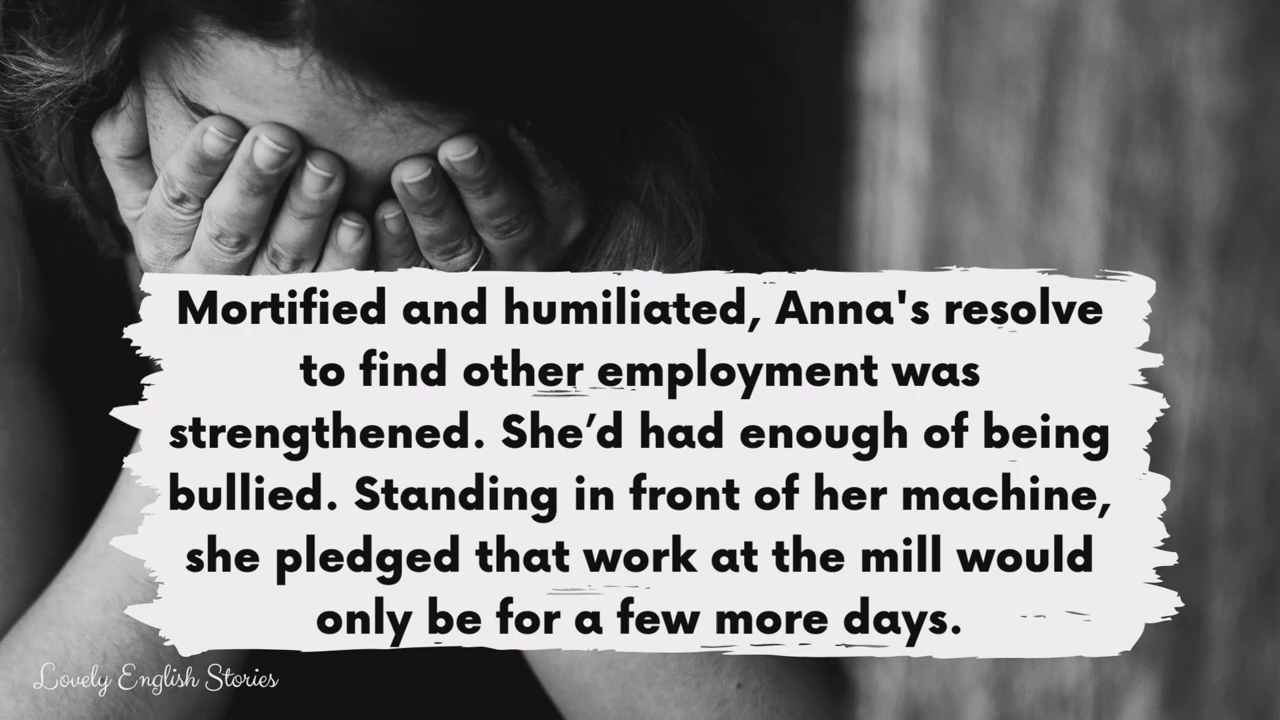 Mortified and humiliated, Anna's resolve
to find other employment was
strengthened. She’d had enough of being
bullied. Standing in front of her machine,
she pledged that work at the mill would
only be for a few more days.
Lovely English Stories